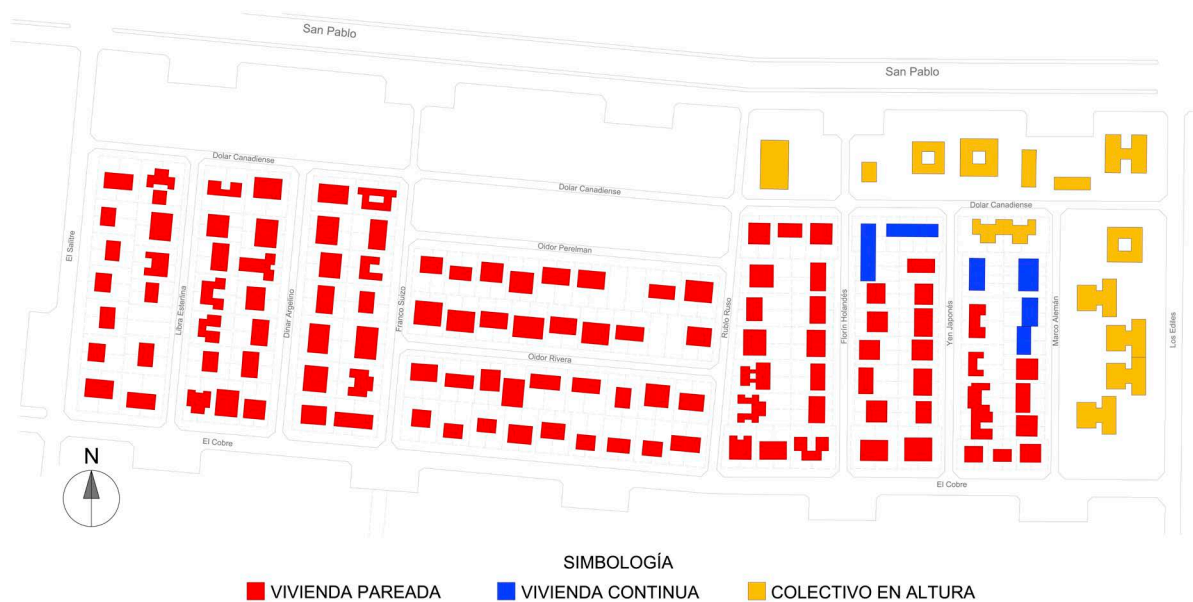 San Pablo
San Pablo
Dolar Canadiense
Dolar Canadiense
Dolar Canadiense
El Salitre
Libra Esterlina
Dinar Argelino
Franco Suizo
Oidor Perelman
Oidor Rivera
Rublo Ruso
Florín Holandés
Yen Japonés
Marco Alemán
Los Ediles
El Cobre
El Cobre
N
SIMBOLOGÍA
VIVIENDA PAREADA
VIVIENDA CONTINUA
COLECTIVO EN ALTURA